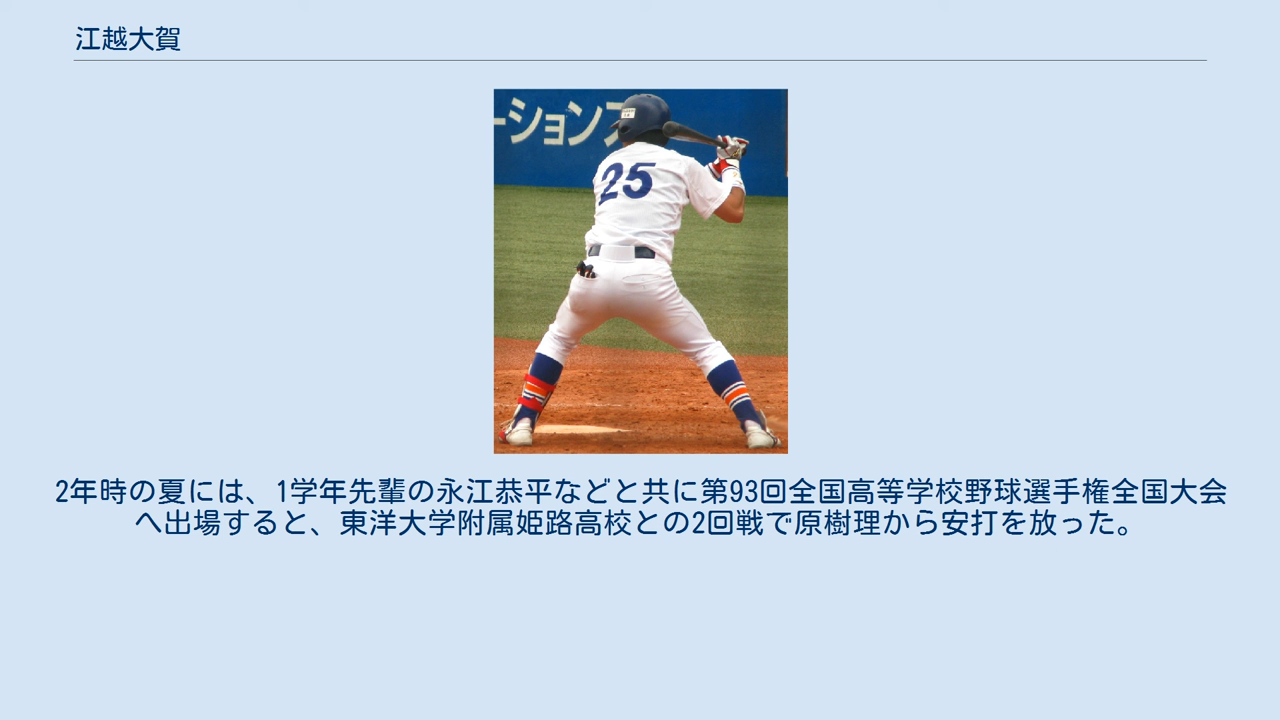 江越大賀
ーションズ
25
2年時の夏には、1学年先輩の永江恭平などと共に第93回全国高等学校野球選手権全国大会
へ出場すると、東洋大学附属姫路高校との2回戦で原樹理から安打を放った。